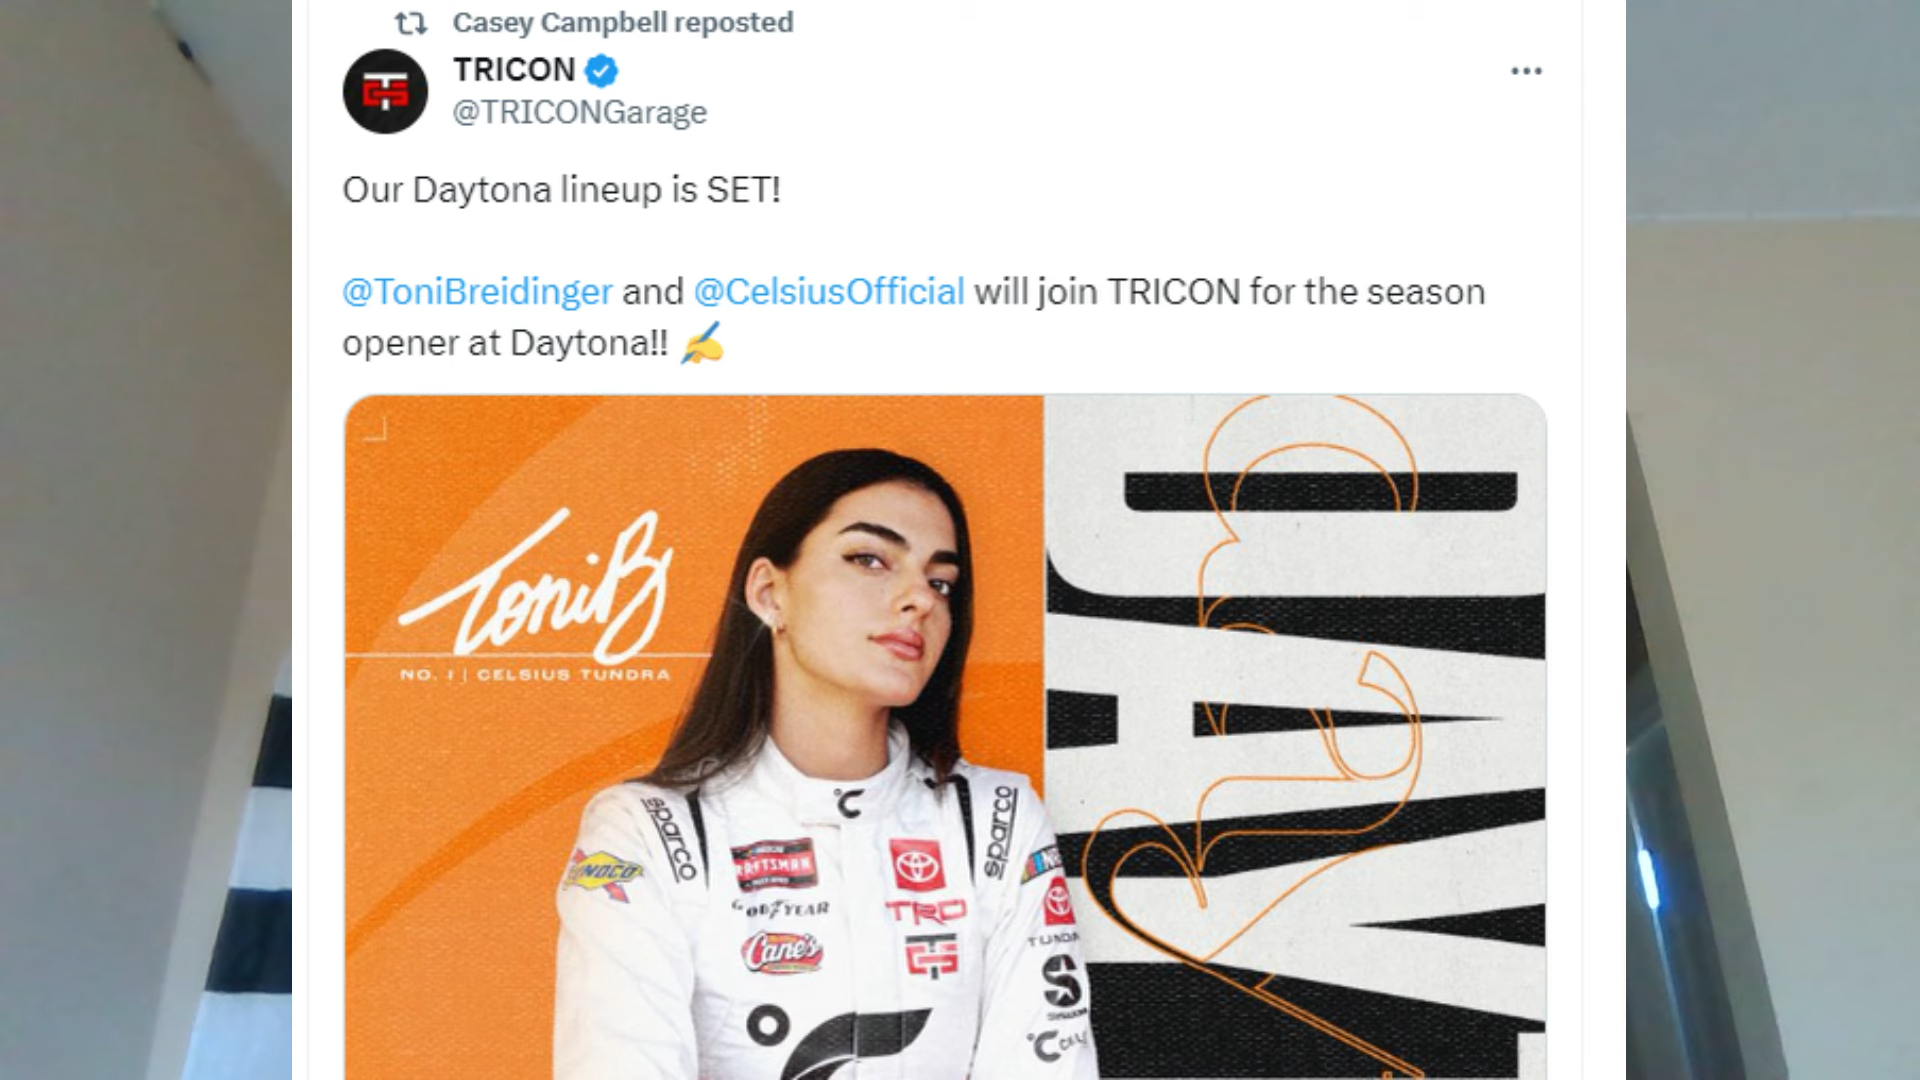 Casey Campbell reposted
TRICON
@TRICONGarage
Our Daytona lineup is SET!
@ToniBreidinger and @CelsiusOfficial will join TRICON for the season
opener at Daytona!! ✍️
ToniB
NO. 1 | CELSIUS TUNDRA
sparco
sparco
SUNOCO
CRAFTSMAN
GOODYEAR
TRD
Cane's
TUNDRA